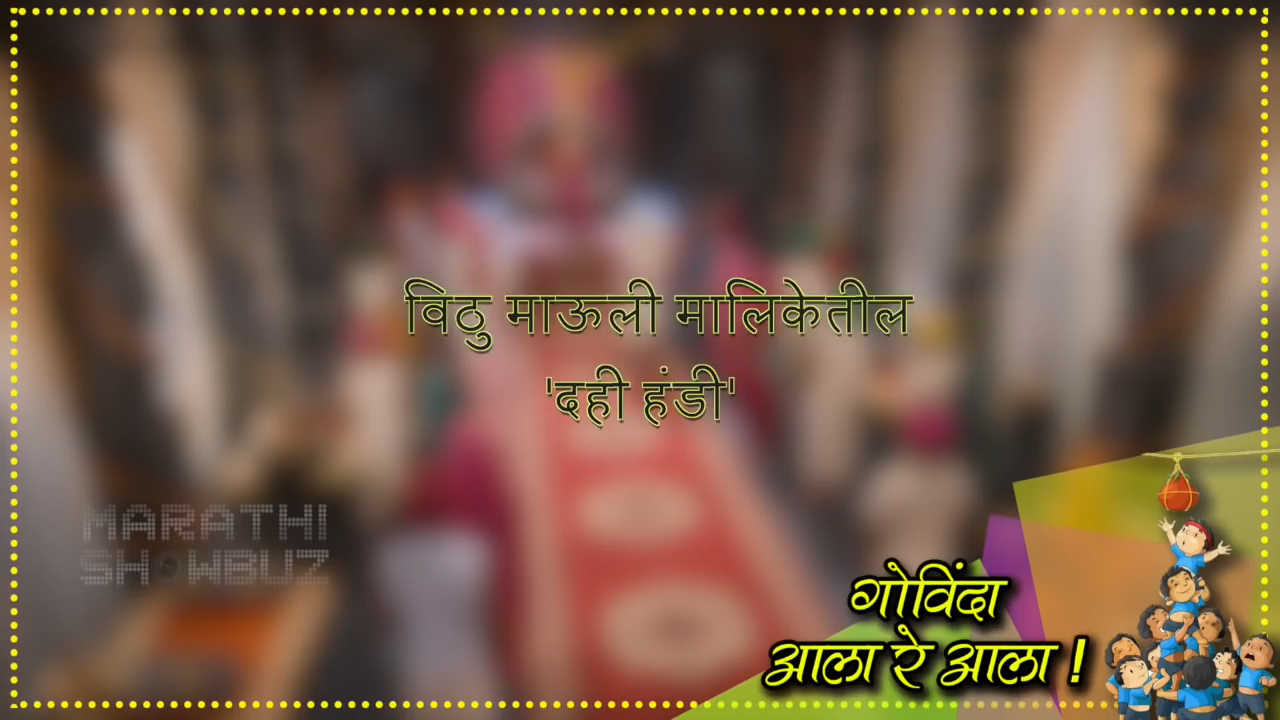 विठु माऊली मालिकेतील
'दही हंडी'
MARATHI
SHOWBUZ
गोविंदा
आला रे आला !